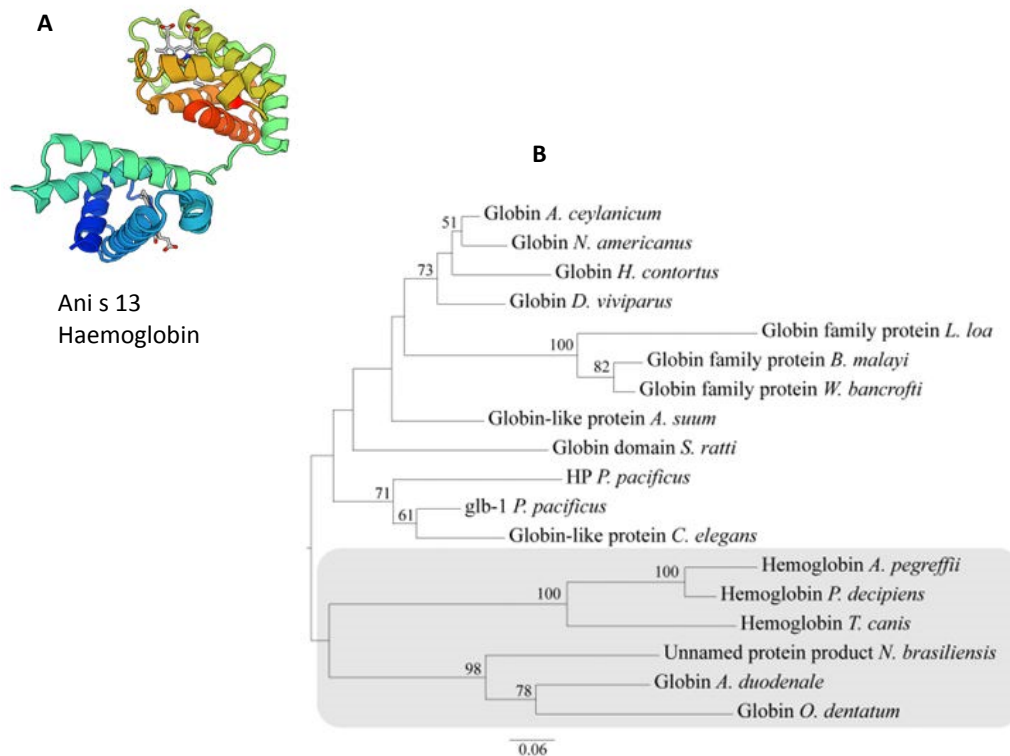 A
Ani s 13
Haemoglobin
B
51
Globin A. ceylanicum
Globin N. americanus
73
Globin H. contortus
Globin D. viviparus
100
Globin family protein L. loa
82
Globin family protein B. malayi
Globin family protein W. bancrofti
Globin-like protein A. suum
Globin domain S. ratti
71
HP P. pacificus
61
glb-1 P. pacificus
Globin-like protein C. elegans
100
Hemoglobin A. pegreffii
100
Hemoglobin P. decipiens
Hemoglobin T. canis
98
Unnamed protein product N. brasiliensis
78
Globin A. duodenale
Globin O. dentatum
0.06